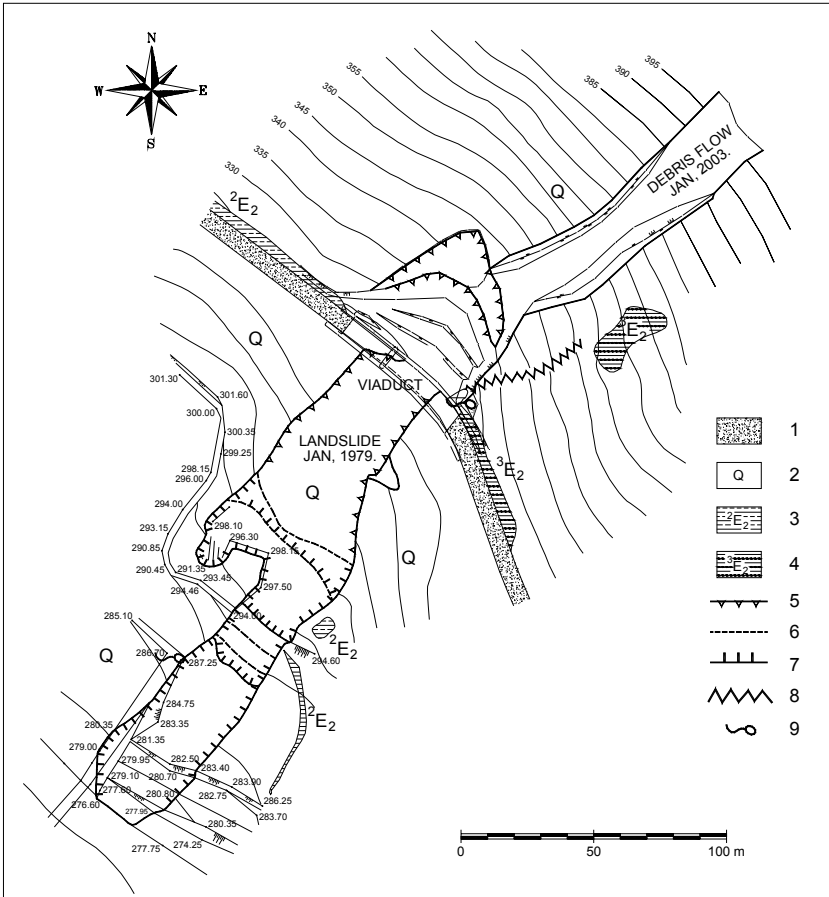 N
W E
S
355
350
345
340
335
330
385
390
395
DEBRIS FLOW
JAN, 2003.
Q
²E₂
E₂
Q
VIADUCT
LANDSLIDE
JAN, 1979.
Q
³E₂
Q
301.30
301.60
300.00
300.35
299.25
298.15
296.00
294.00
293.15
290.85
290.45
291.35
293.45
294.46
298.10
296.30
298.15
297.50
294.00
294.60
²E₂
²E₂
Q
285.10
286.70
287.25
284.75
283.35
280.35
279.00
281.35
279.95
279.10
277.60
276.60
282.50
283.40
280.70
280.80
282.75
283.90
286.25
283.70
277.95
280.35
274.25
277.75
1
Q 2
²E₂ 3
³E₂ 4
5
6
7
8
9
0 50 100 m